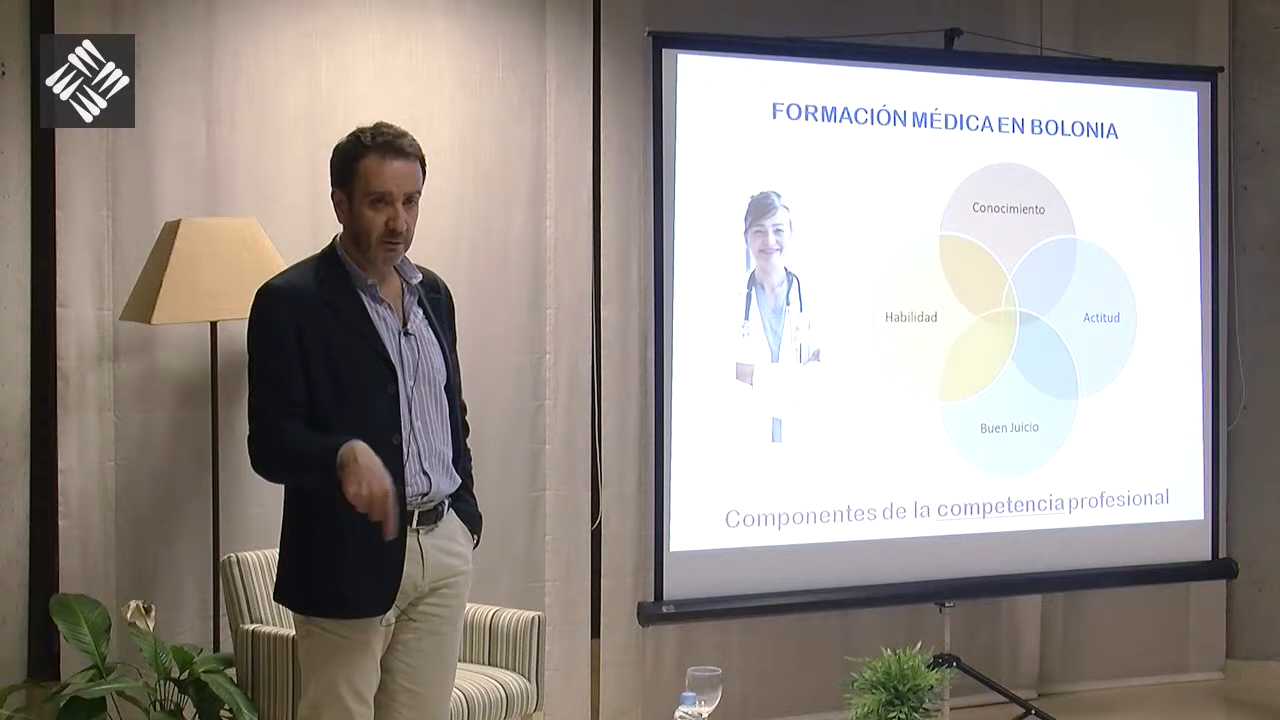 FORMACIÓN MÉDICA EN BOLONIA
Conocimiento
Habilidad
Actitud
Buen Juicio
Componentes de la competencia profesional